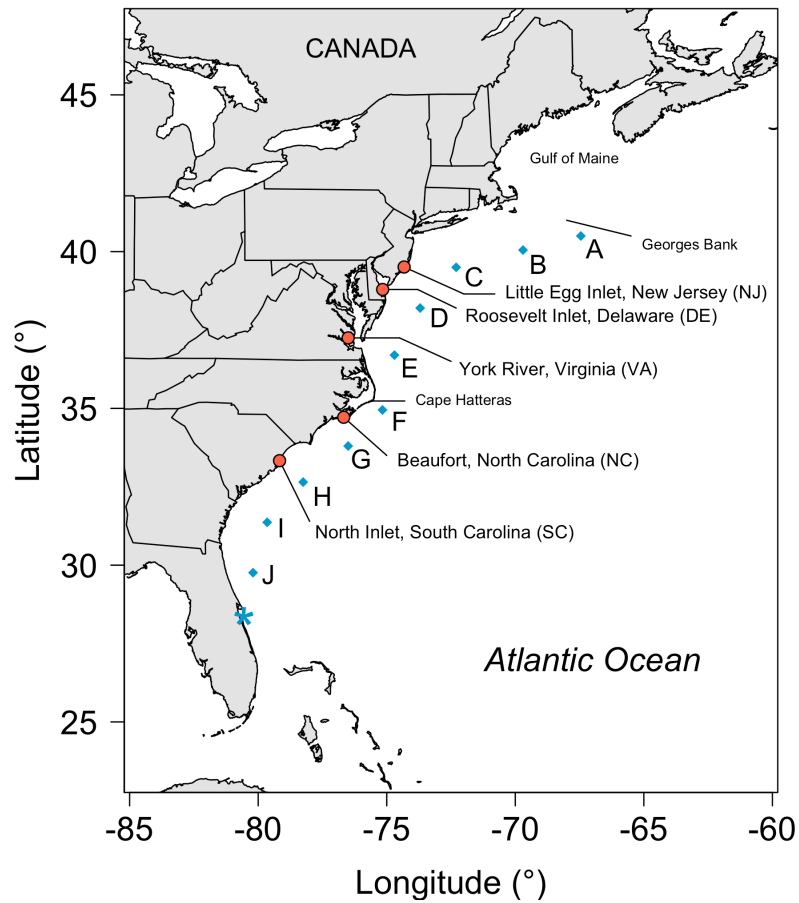 CANADA
45
Gulf of Maine
Georges Bank
A
B
40
C
Little Egg Inlet, New Jersey (NJ)
D
Roosevelt Inlet, Delaware (DE)
E
York River, Virginia (VA)
Cape Hatteras
35
F
G
Beaufort, North Carolina (NC)
H
I
North Inlet, South Carolina (SC)
30
J
*
Atlantic Ocean
25
Latitude (°)
-85
-80
-75
-70
-65
-60
Longitude (°)